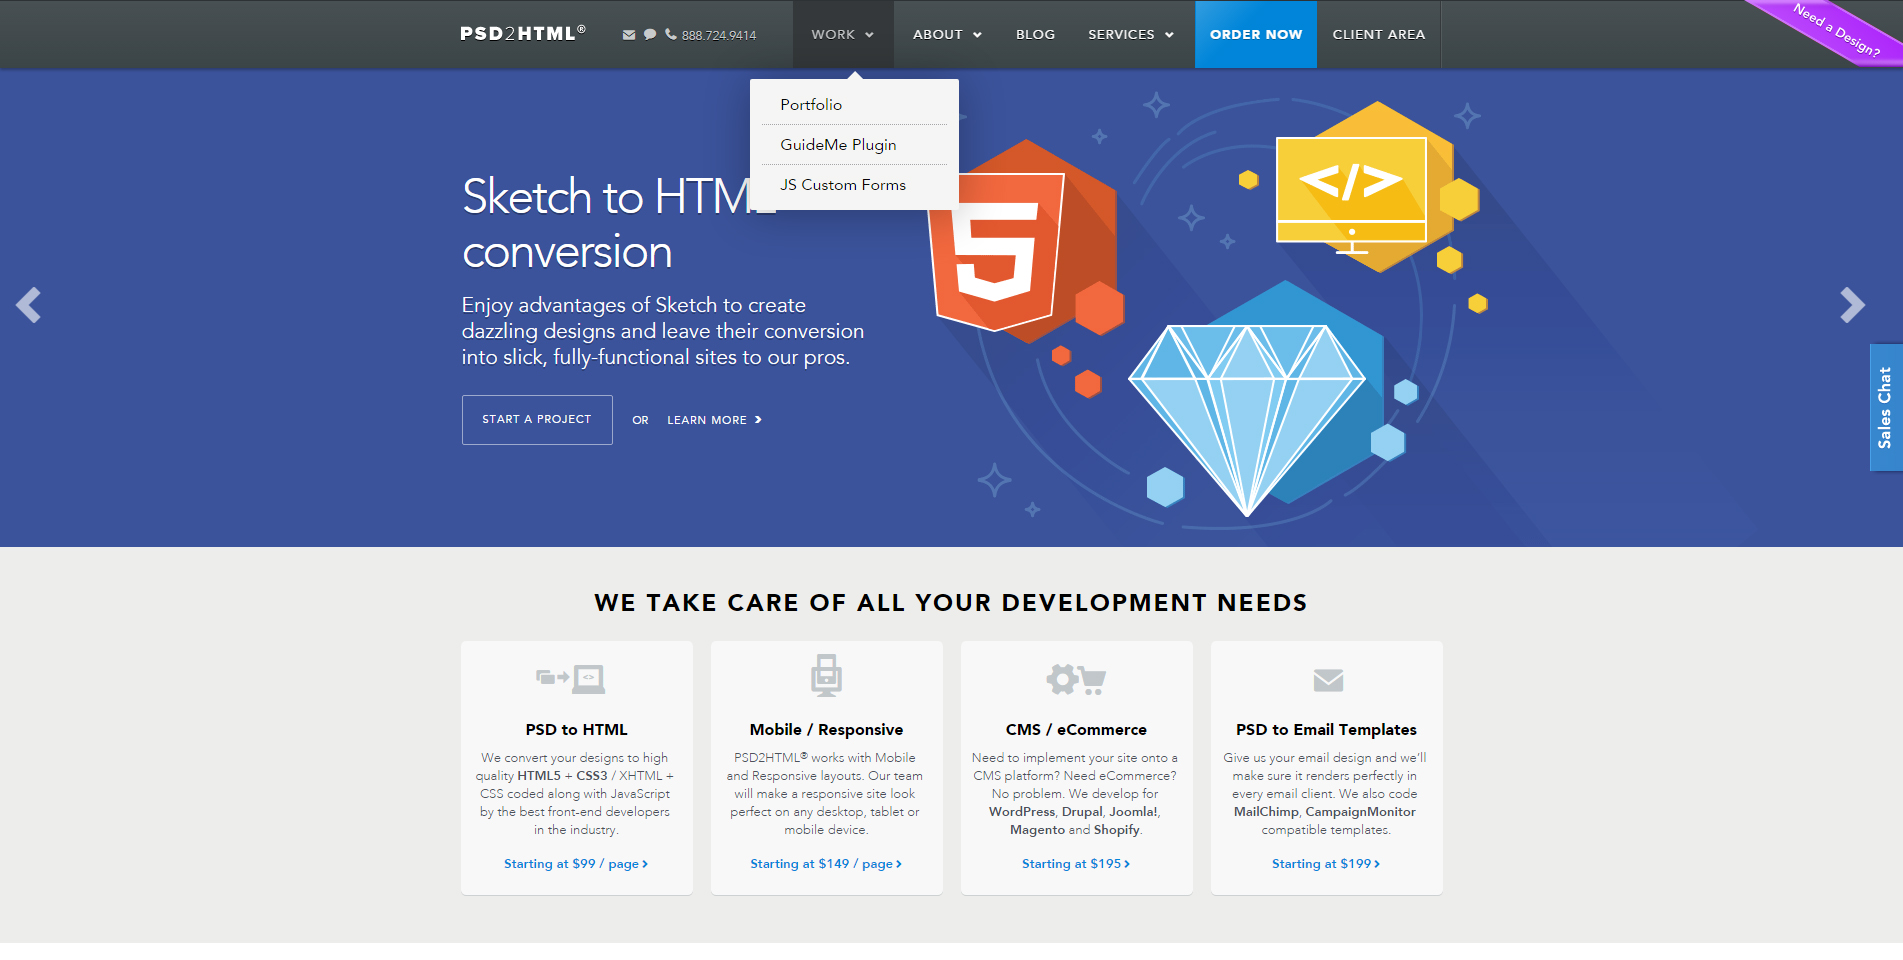 PSD2HTML®
888.724.9414
WORK
ABOUT
BLOG
SERVICES
ORDER NOW
CLIENT AREA
Need a Design?
Portfolio
GuideMe Plugin
JS Custom Forms
Sketch to HTML
conversion
Enjoy advantages of Sketch to create
dazzling designs and leave their conversion
into slick, fully-functional sites to our pros.
START A PROJECT
OR
LEARN MORE
5
</>
Sales Chat
WE TAKE CARE OF ALL YOUR DEVELOPMENT NEEDS
<>
PSD to HTML
We convert your designs to high
quality HTML5 + CSS3 / XHTML +
CSS coded along with JavaScript
by the best front-end developers
in the industry.
Starting at $99 / page
Mobile / Responsive
PSD2HTML® works with Mobile
and Responsive layouts. Our team
will make a responsive site look
perfect on any desktop, tablet or
mobile device.
Starting at $149 / page
CMS / eCommerce
Need to implement your site onto a
CMS platform? Need eCommerce?
No problem. We develop for
WordPress, Drupal, Joomla!,
Magento and Shopify.
Starting at $195
PSD to Email Templates
Give us your email design and we'll
make sure it renders perfectly in
every email client. We also code
MailChimp, CampaignMonitor
compatible templates.
Starting at $199